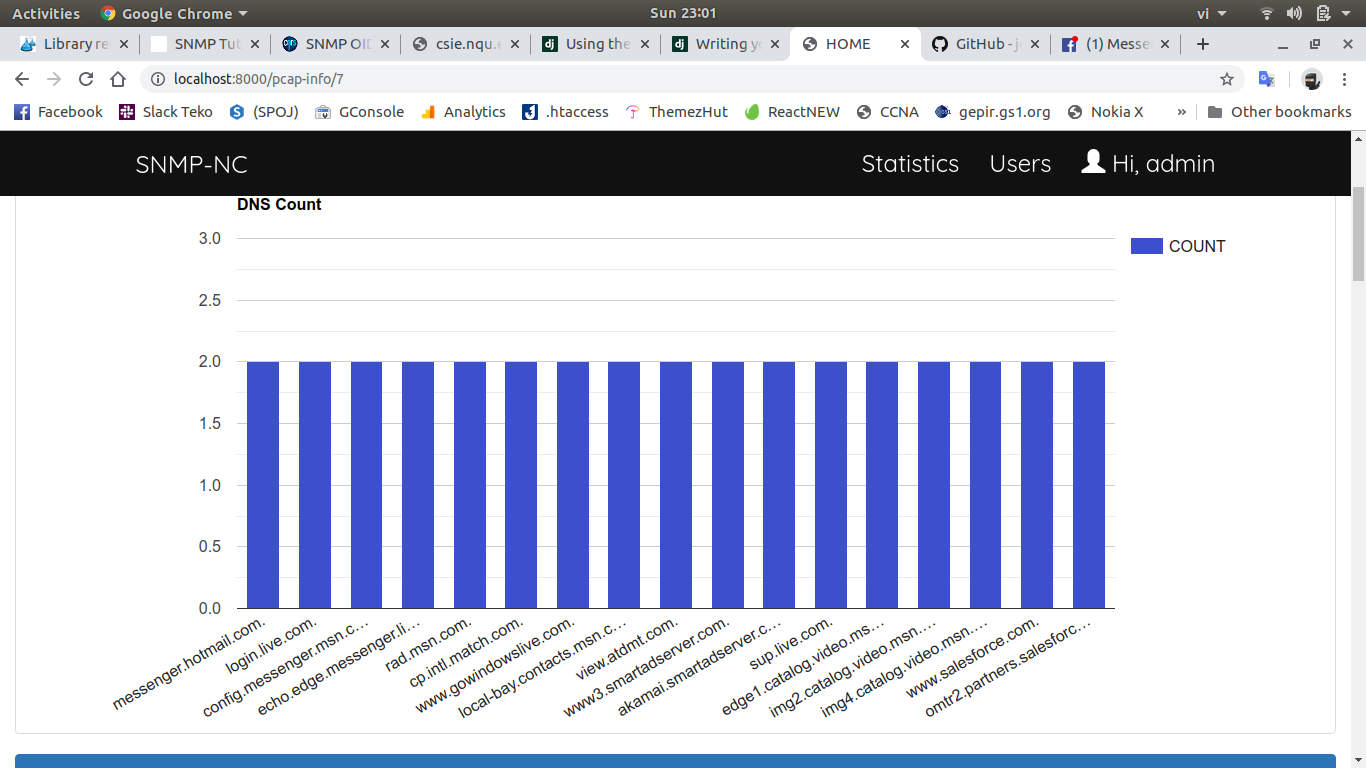 Activities Google Chrome Sun 23:01 vi
Library re SNMP Tut SNMP OID csie.nqu.e Using the Writing yo HOME GitHub - j (1) Messe
localhost:8000/pcap-info/7
Facebook Slack Teko (SPOJ) GConsole Analytics .htaccess ThemezHut ReactNEW CCNA gepir.gs1.org Nokia X » Other bookmarks
SNMP-NC Statistics Users Hi, admin
DNS Count
3.0
COUNT
2.5
2.0
1.5
1.0
0.5
0.0
messenger.hotmail.com.
login.live.com.
config.messenger.msn.c…
echo.edge.messenger.li…
rad.msn.com.
cp.intl.match.com.
www.gowindowslive.com.
local-bay.contacts.msn.c…
view.atdmt.com.
www3.smartadserver.com.
akamai.smartadserver.c…
sup.live.com.
edge1.catalog.video.ms…
img2.catalog.video.msn.…
img4.catalog.video.msn.…
www.salesforce.com.
omtr2.partners.salesforc…